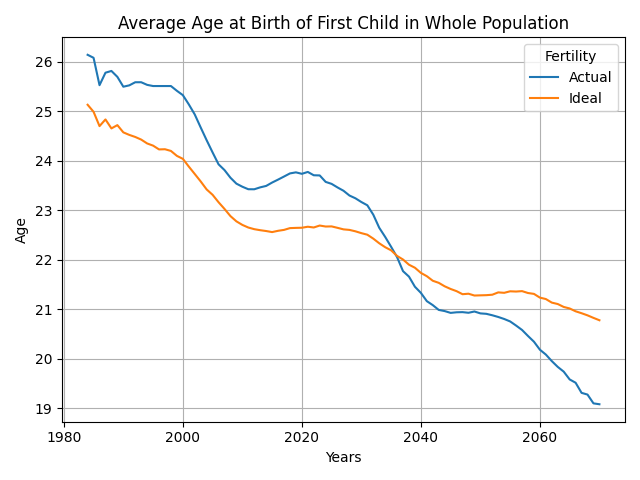 Average Age at Birth of First Child in Whole Population
Fertility
Actual
Ideal
26
25
24
23
22
21
20
19
Age
1980
2000
2020
2040
2060
Years